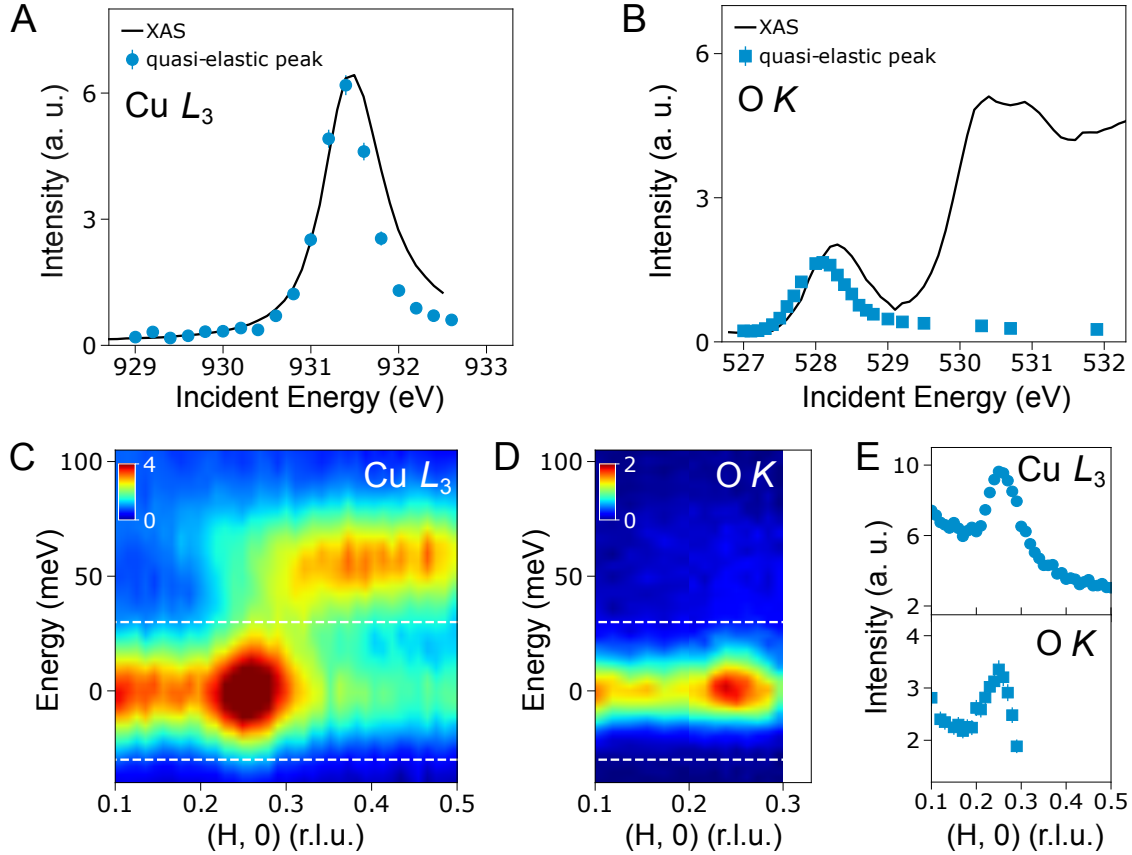 A
XAS
quasi-elastic peak
Cu L3
Intensity (a. u.)
6
3
0
929 930 931 932 933
Incident Energy (eV)
B
XAS
quasi-elastic peak
O K
Intensity (a. u.)
6
3
0
527 528 529 530 531 532
Incident Energy (eV)
C
Cu L3
4
0
Energy (meV)
100
50
0
0.1 0.2 0.3 0.4 0.5
(H, 0) (r.l.u.)
D
O K
2
0
Energy (meV)
100
50
0
0.1 0.2 0.3
(H, 0) (r.l.u.)
E
Cu L3
10
6
2
Intensity (a. u.)
O K
4
3
2
0.1 0.2 0.3 0.4 0.5
(H, 0) (r.l.u.)